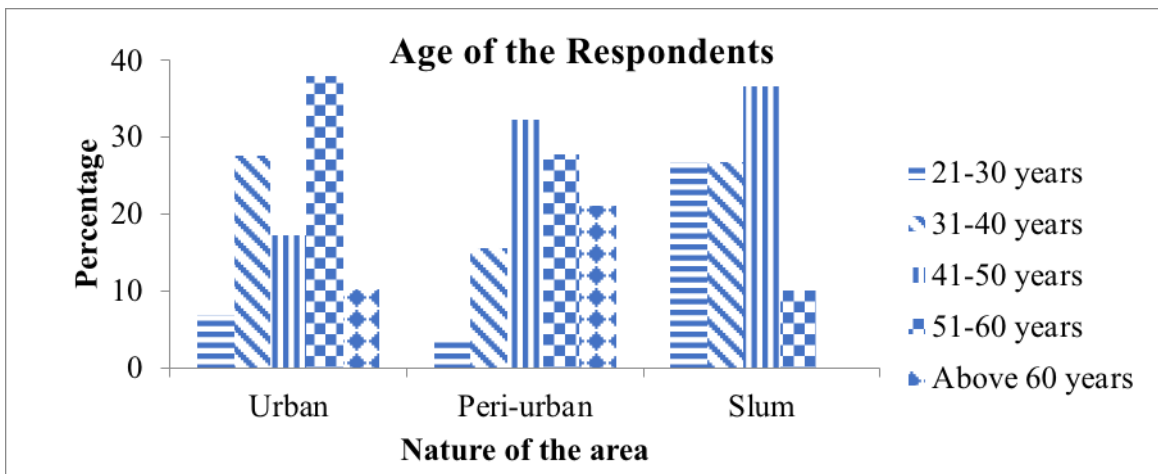 Age of the Respondents
40
30
20
10
0
Percentage
Urban
Peri-urban
Slum
Nature of the area
21-30 years
31-40 years
41-50 years
51-60 years
Above 60 years